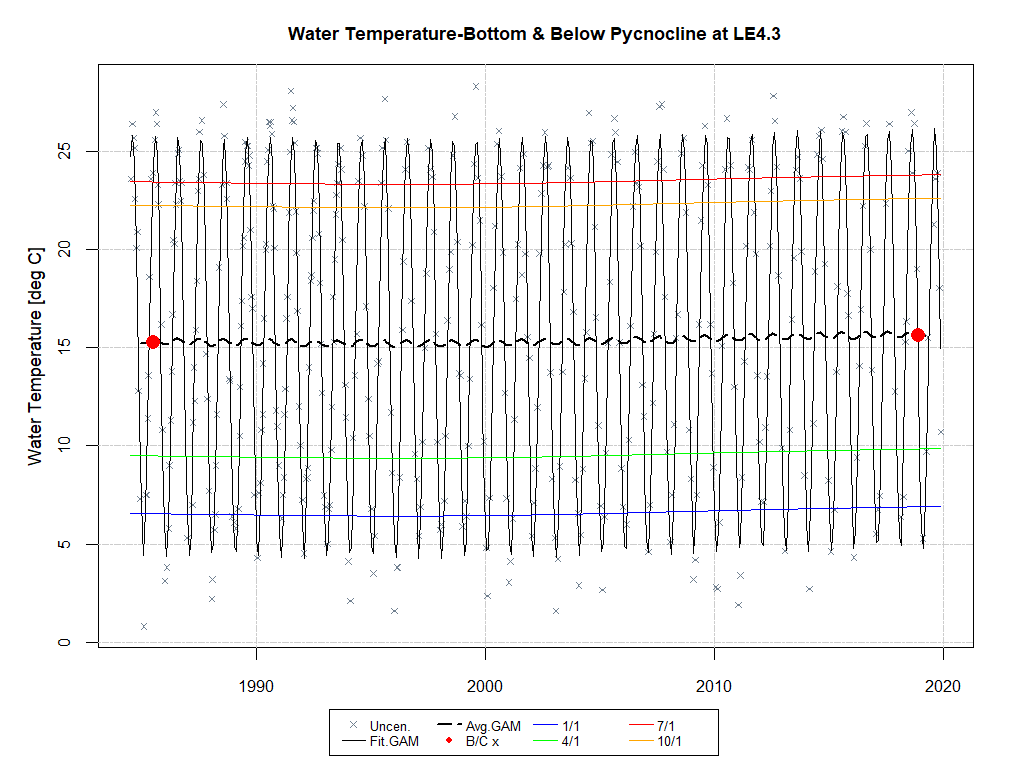 Water Temperature-Bottom & Below Pycnocline at LE4.3
Water Temperature [deg C]
25
20
15
10
5
0
1990 2000 2010 2020
Uncen. Avg.GAM 1/1 7/1
Fit.GAM B/C x 4/1 10/1